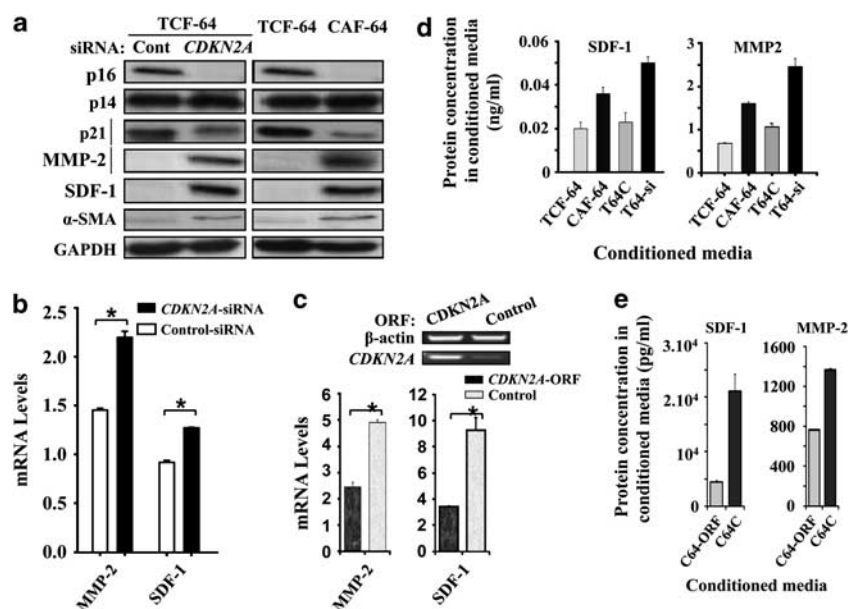 a
TCF-64
TCF-64 CAF-64
siRNA: Cont CDKN2A
p16
p14
p21
MMP-2
SDF-1
α-SMA
GAPDH
b
CDKN2A-siRNA
Control-siRNA
mRNA Levels
2.5
2.0
1.5
1.0
0.5
0.0
*
*
MMP-2
SDF-1
c
ORF: CDKN2A Control
β-actin
CDKN2A
CDKN2A-ORF
Control
mRNA Levels
6
5
4
3
2
1
0
*
MMP-2
12
10
8
6
4
2
0
*
SDF-1
d
SDF-1
MMP2
Protein concentration
in conditioned media
(ng/ml)
0.06
0.04
0.02
0
3
2
1
0
TCF-64
CAF-64
T64C
T64-si
TCF-64
CAF-64
T64C
T64-si
Conditioned media
e
SDF-1
MMP-2
Protein concentration in
conditioned media (pg/ml)
3.10⁴
2.10⁴
10⁴
0
1600
1200
900
600
300
0
C64-ORF
C64C
C64-ORF
C64C
Conditioned media